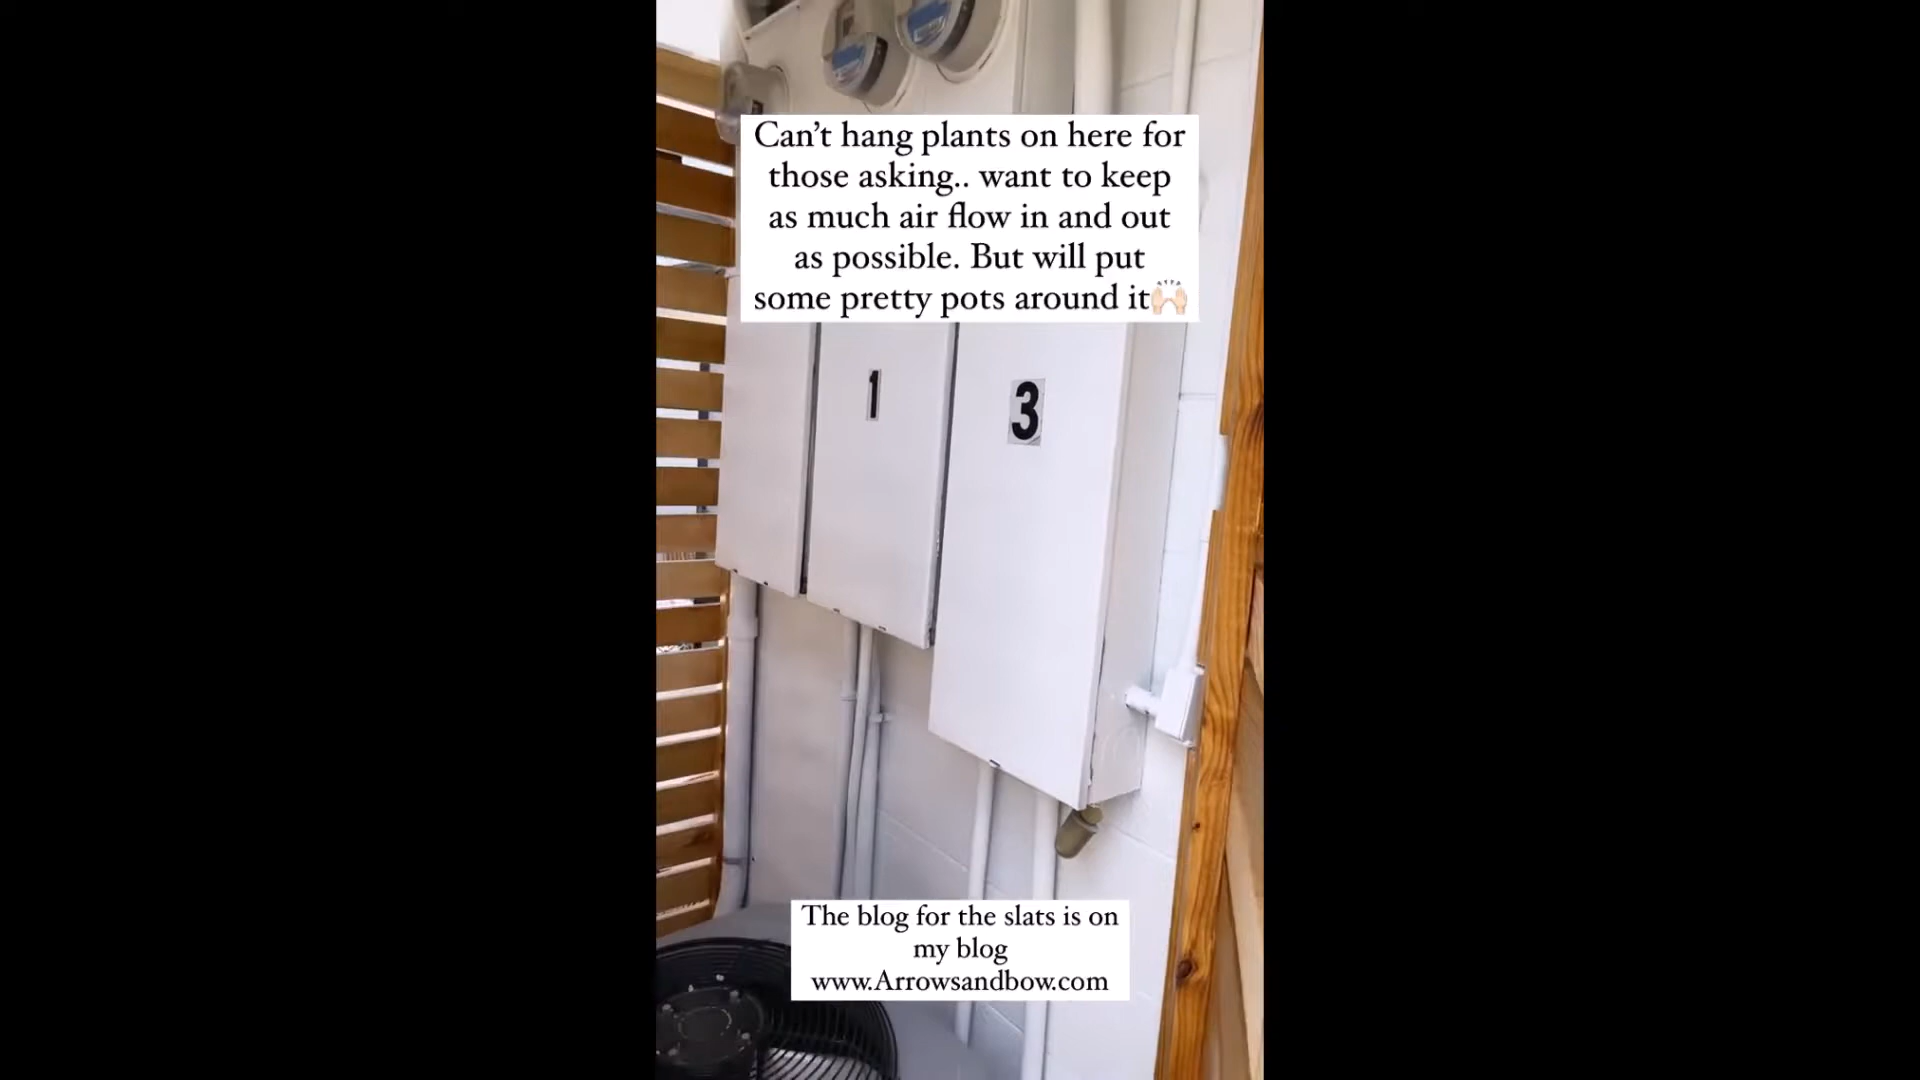 Can’t hang plants on here for
those asking.. want to keep
as much air flow in and out
as possible. But will put
some pretty pots around it🙌🏻
1
3
The blog for the slats is on
my blog
www.Arrowsandbow.com